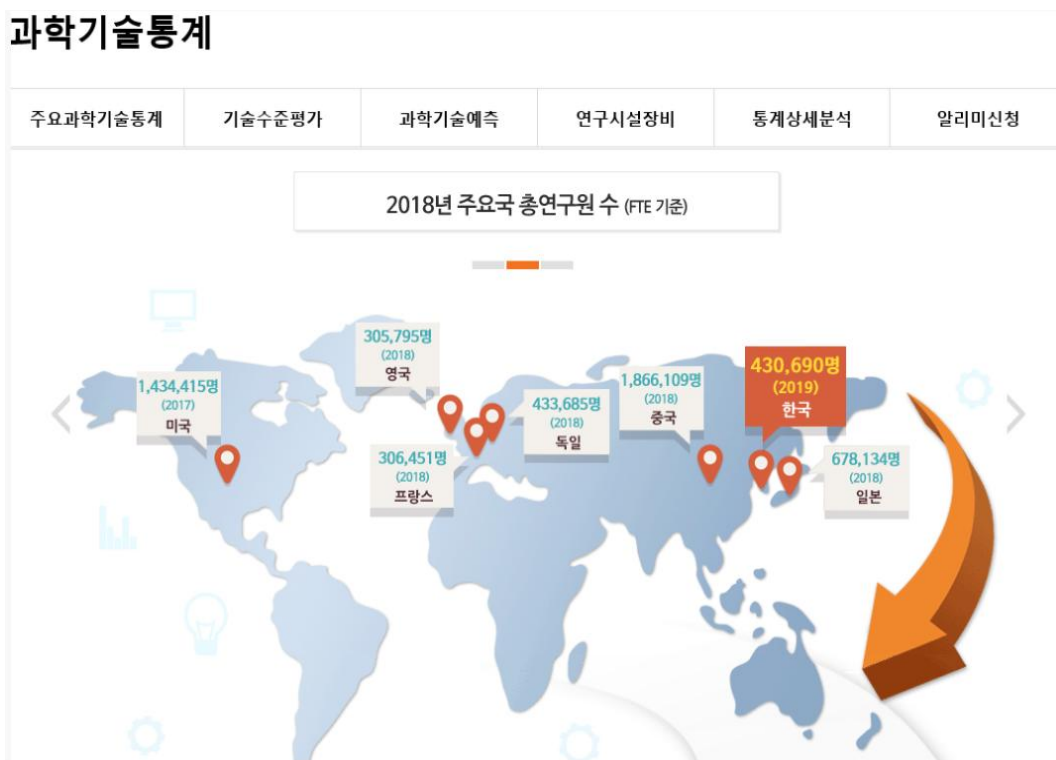 과학기술통계
주요과학기술통계 기술수준평가 과학기술예측 연구시설장비 통계상세분석 알리미신청
2018년 주요국 총연구원 수 (FTE 기준)
305,795명
(2018)
영국
1,434,415명
(2017)
미국
433,685명
(2018)
독일
306,451명
(2018)
프랑스
1,866,109명
(2018)
중국
430,690명
(2019)
한국
678,134명
(2018)
일본